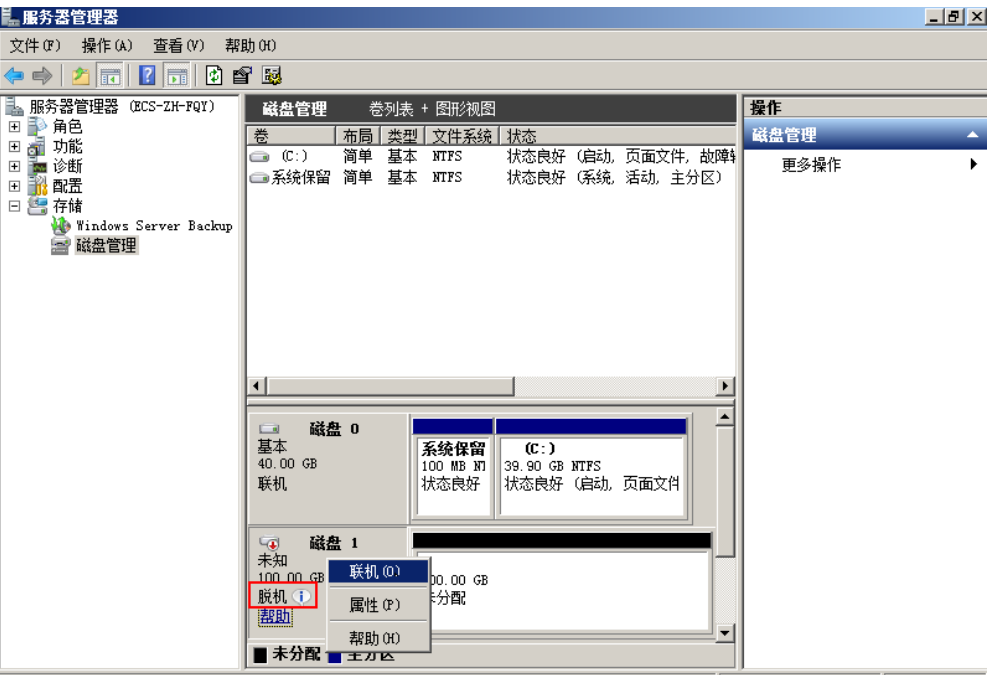 服务器管理器
文件(F) 操作(A) 查看(V) 帮助(H)
服务器管理器 (ECS-ZH-FQY)
角色
功能
诊断
配置
存储
Windows Server Backup
磁盘管理
磁盘管理 卷列表 + 图形视图
卷 布局 类型 文件系统 状态
(C:) 简单 基本 NTFS 状态良好 (启动, 页面文件, 故障
系统保留 简单 基本 NTFS 状态良好 (系统, 活动, 主分区)
磁盘 0
基本
40.00 GB
联机
系统保留
100 MB
状态良好
(C:)
39.90 GB NTFS
状态良好 (启动, 页面文件
磁盘 1
未知
100.00 GB
脱机
帮助
00.00 GB
分配
联机(O)
属性(P)
帮助(H)
未分配 主分区
操作
磁盘管理
更多操作